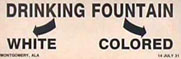 DRINKING FOUNTAIN
WHITE COLORED
MONTGOMERY, ALA 14 JULY 31